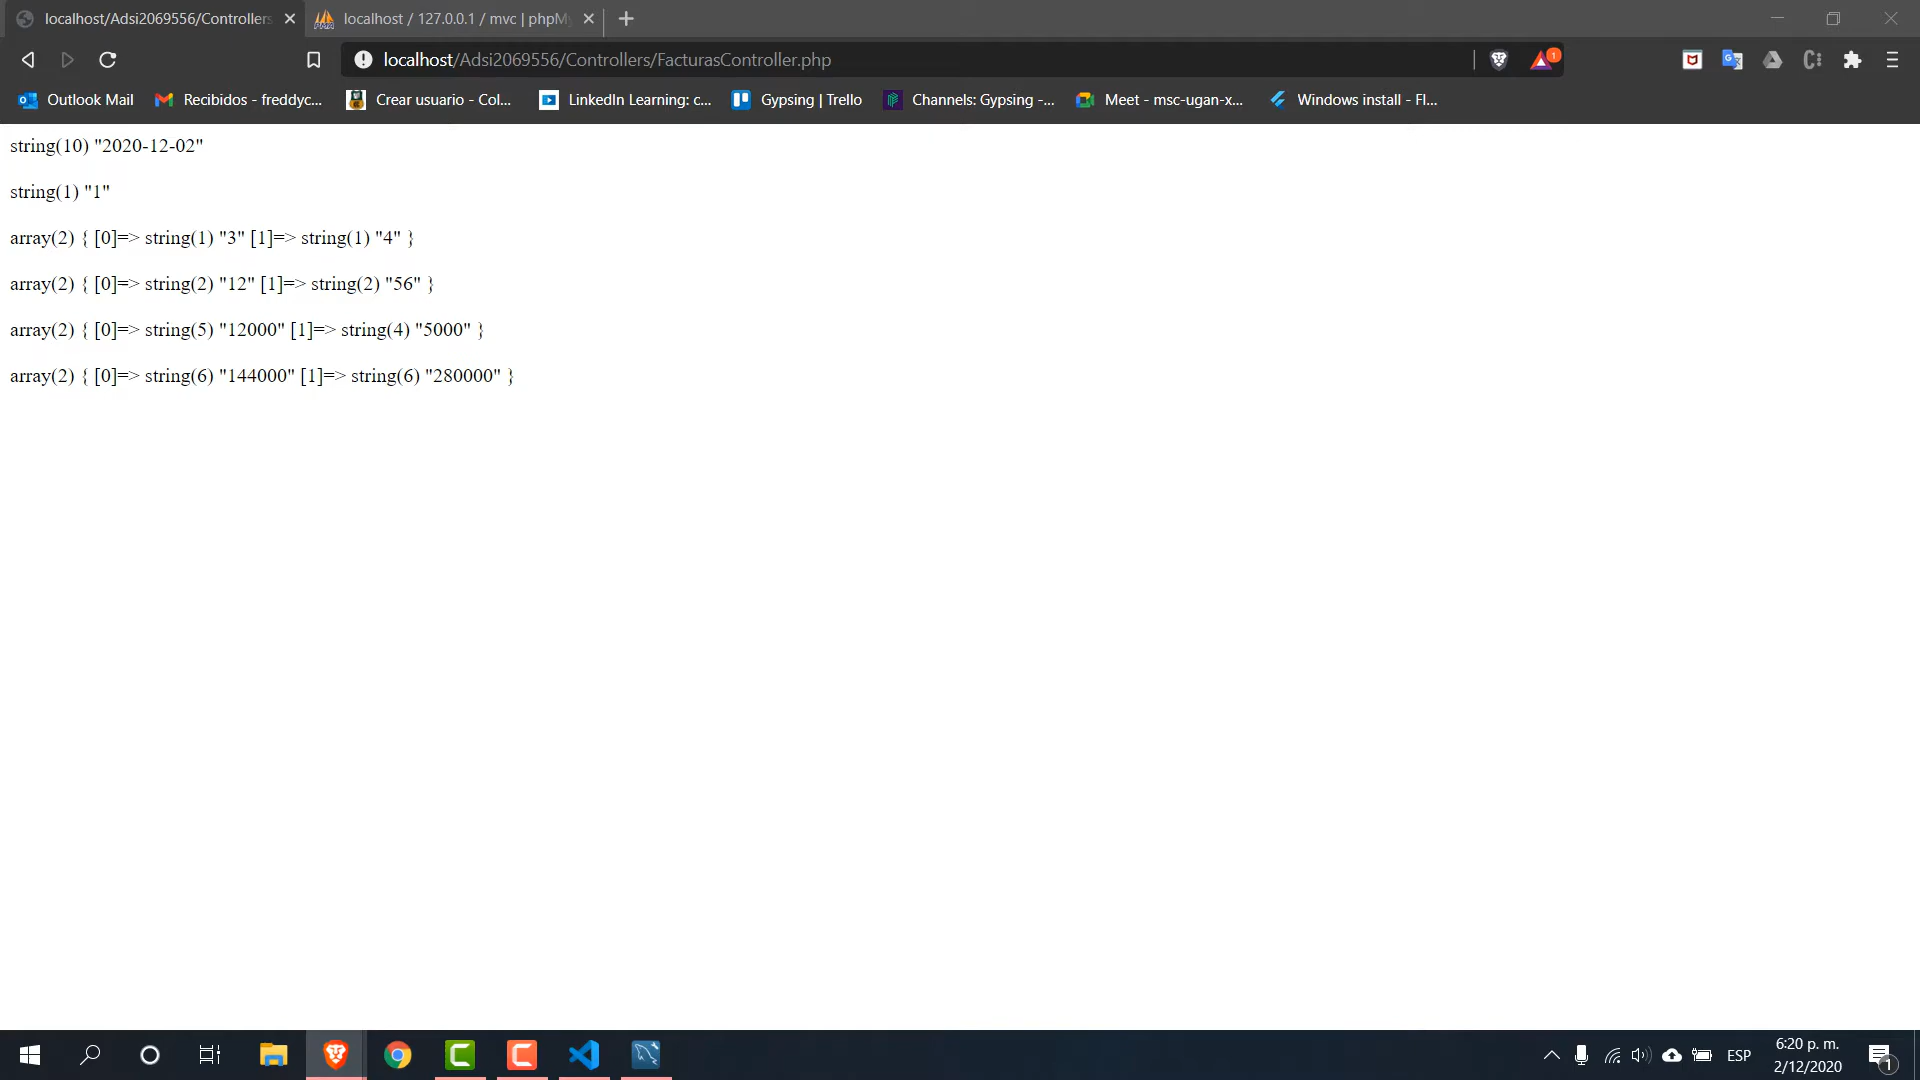 localhost/Adsi2069556/Controllers
localhost / 127.0.0.1 / mvc | phpMy
localhost/Adsi2069556/Controllers/FacturasController.php
1
Outlook Mail
Recibidos - freddyc...
Crear usuario - Col...
LinkedIn Learning: c...
Gypsing | Trello
Channels: Gypsing -...
Meet - msc-ugan-x...
Windows install - Fl...
string(10) "2020-12-02"
string(1) "1"
array(2) { [0]=> string(1) "3" [1]=> string(1) "4" }
array(2) { [0]=> string(2) "12" [1]=> string(2) "56" }
array(2) { [0]=> string(5) "12000" [1]=> string(4) "5000" }
array(2) { [0]=> string(6) "144000" [1]=> string(6) "280000" }
ESP
6:20 p. m.
2/12/2020
1